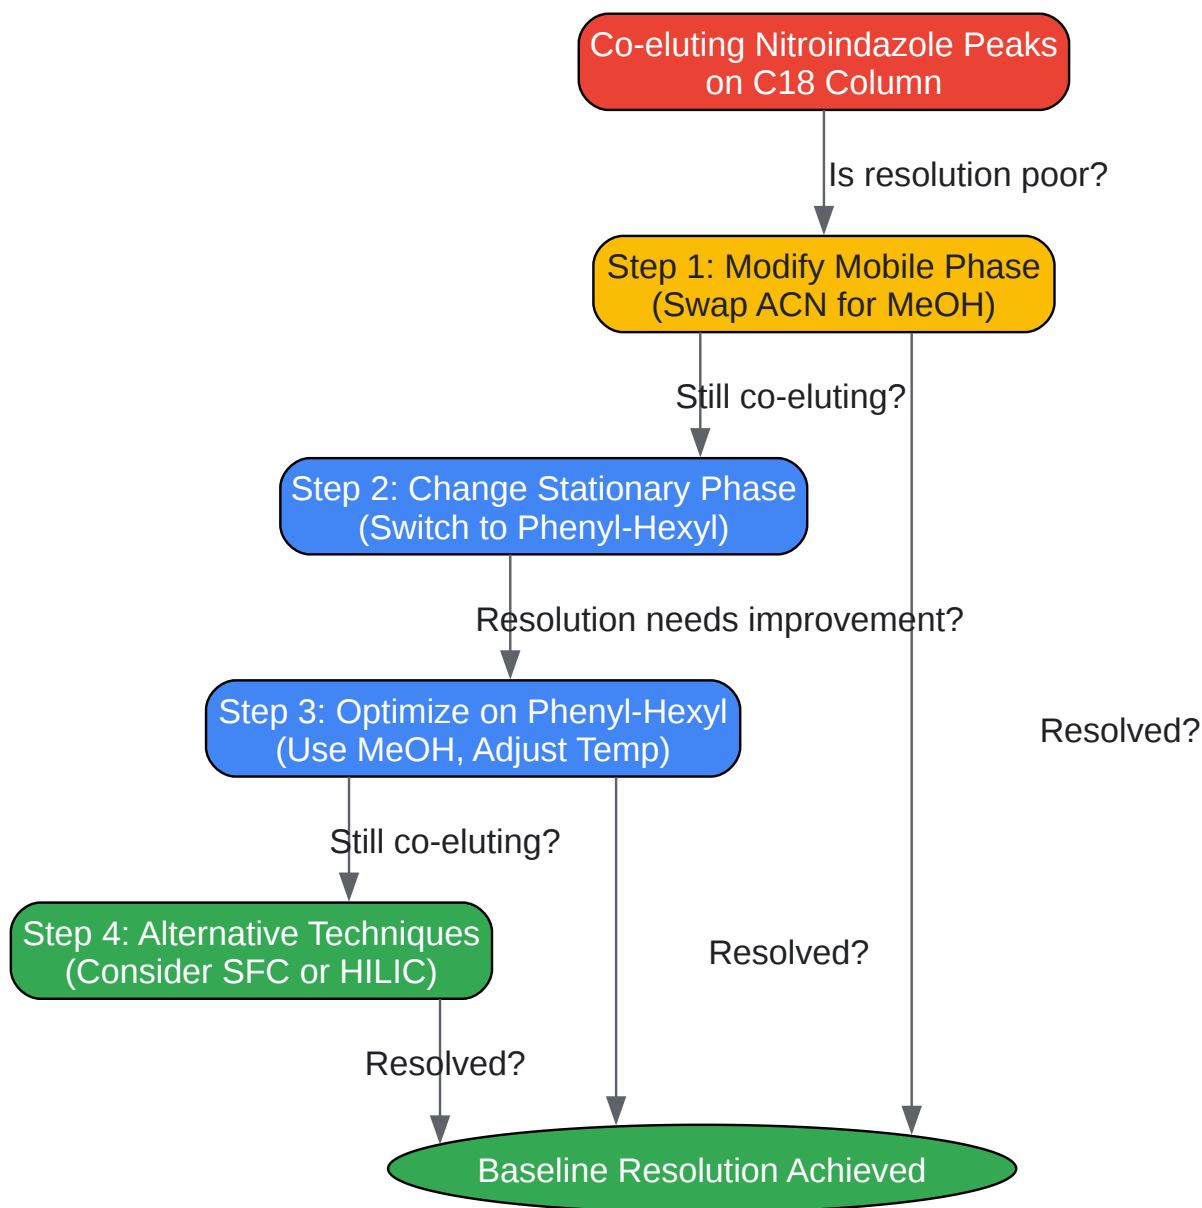 Co-eluting Nitroindazole Peaks
on C18 Column
Is resolution poor?
Step 1: Modify Mobile Phase
(Swap ACN for MeOH)
Still co-eluting?
Step 2: Change Stationary Phase
(Switch to Phenyl-Hexyl)
Resolution needs improvement?
Step 3: Optimize on Phenyl-Hexyl
(Use MeOH, Adjust Temp)
Resolved?
Still co-eluting?
Step 4: Alternative Techniques
(Consider SFC or HILIC)
Resolved?
Resolved?
Baseline Resolution Achieved